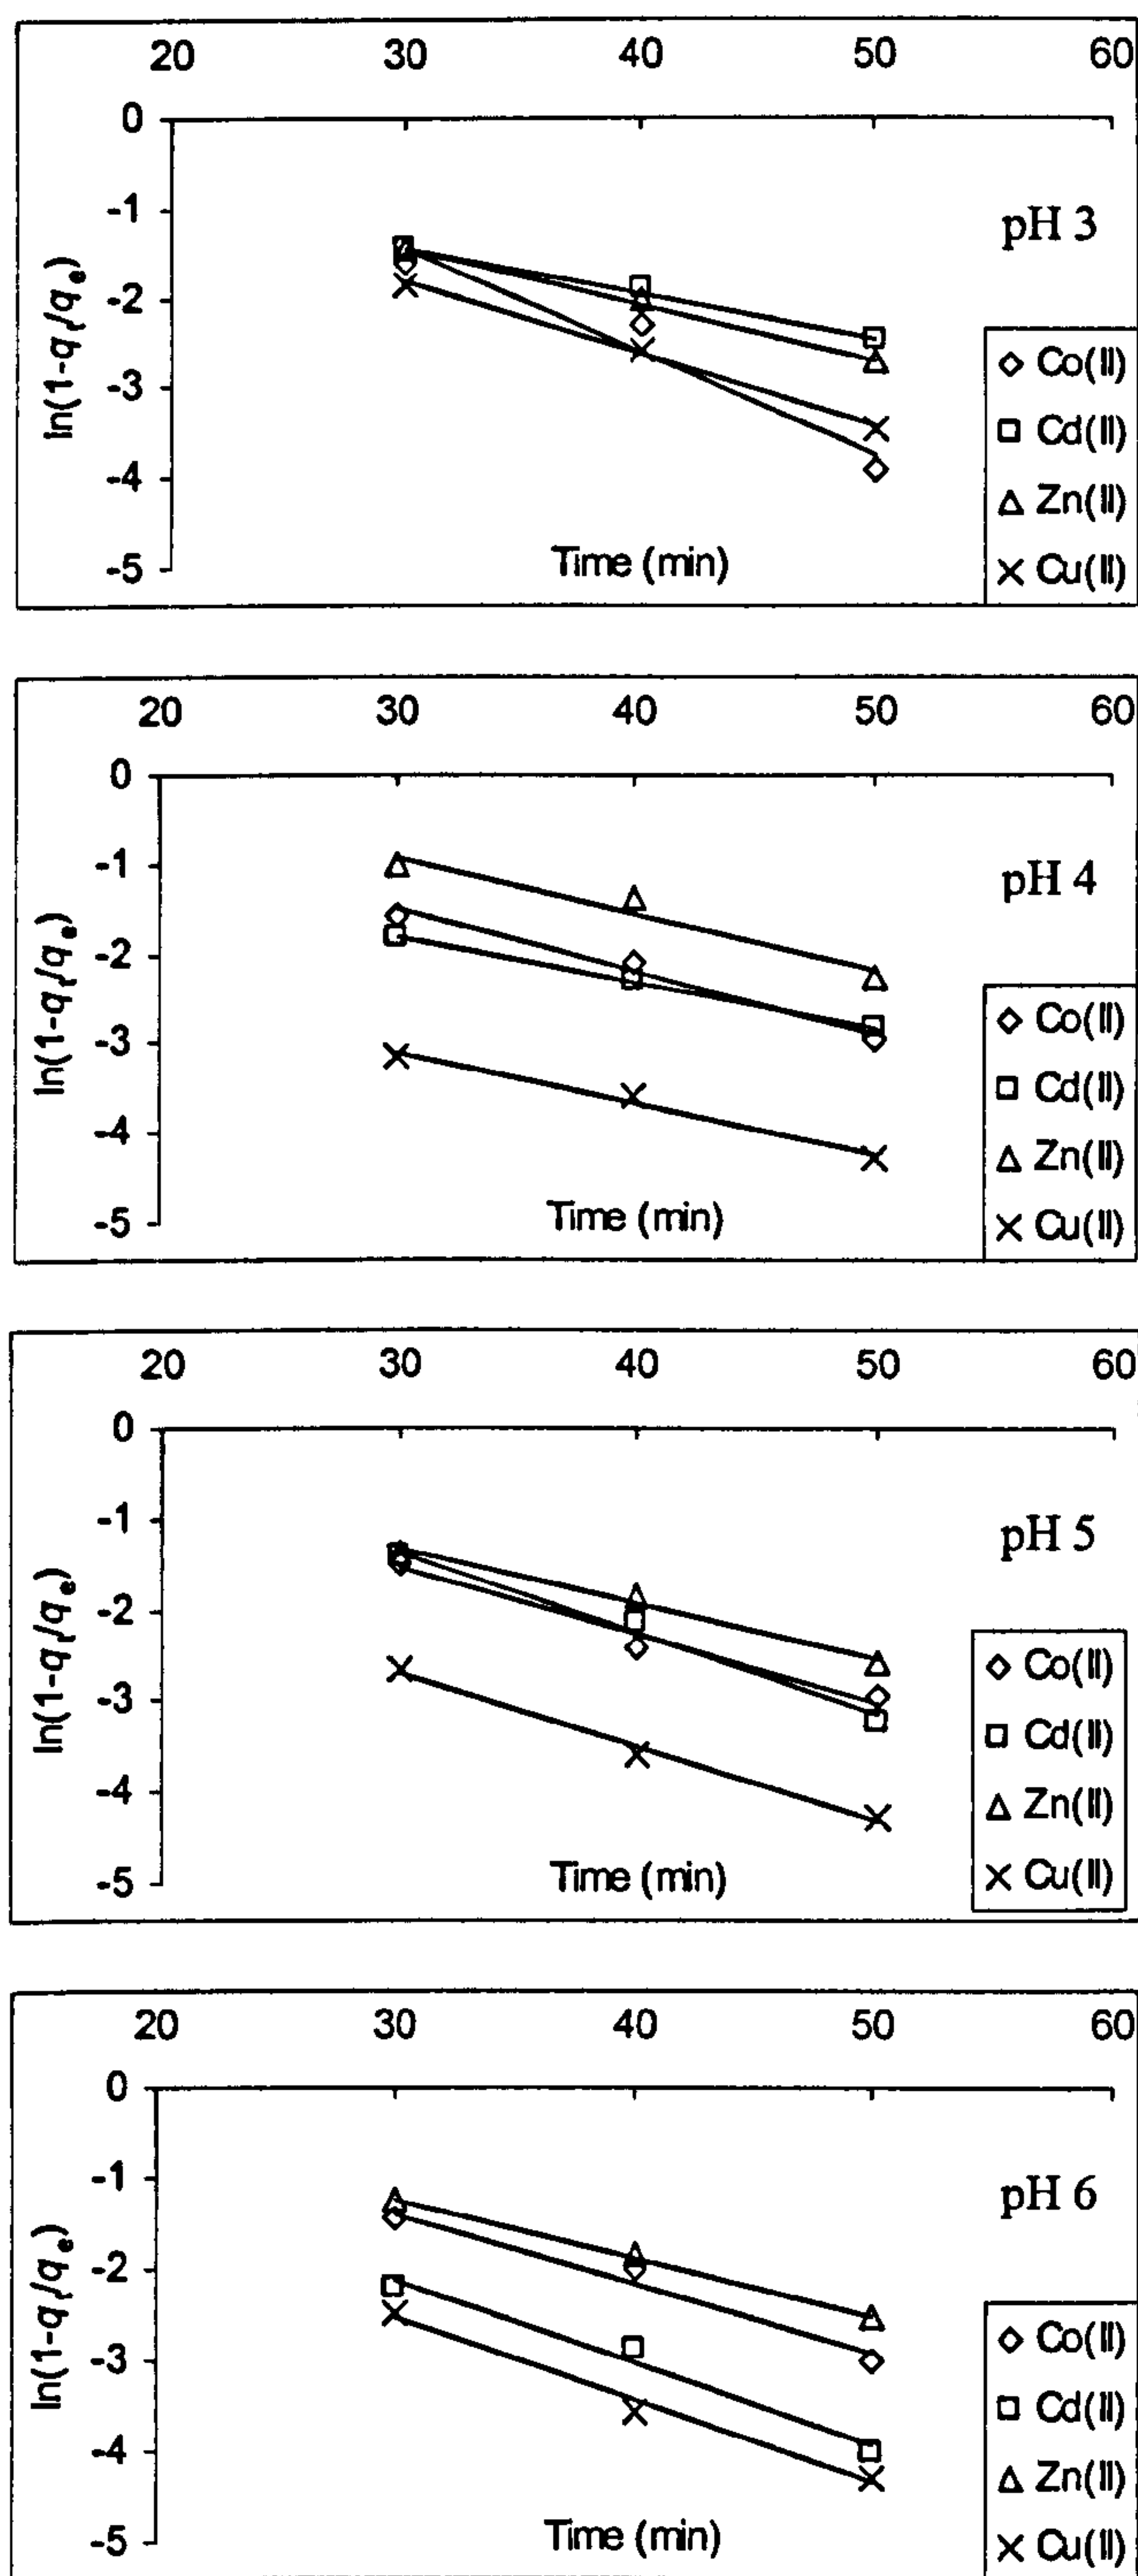 20 30 40 50 60
0
-1
pH 3
-2
-3
-4
-5
ln(1-qt/qe)
Time (min)
Co(II)
Cd(II)
Zn(II)
Cu(II)
20 30 40 50 60
0
-1
pH 4
-2
-3
-4
-5
ln(1-qt/qe)
Time (min)
Co(II)
Cd(II)
Zn(II)
Cu(II)
20 30 40 50 60
0
-1
pH 5
-2
-3
-4
-5
ln(1-qt/qe)
Time (min)
Co(II)
Cd(II)
Zn(II)
Cu(II)
20 30 40 50 60
0
-1
pH 6
-2
-3
-4
-5
ln(1-qt/qe)
Time (min)
Co(II)
Cd(II)
Zn(II)
Cu(II)